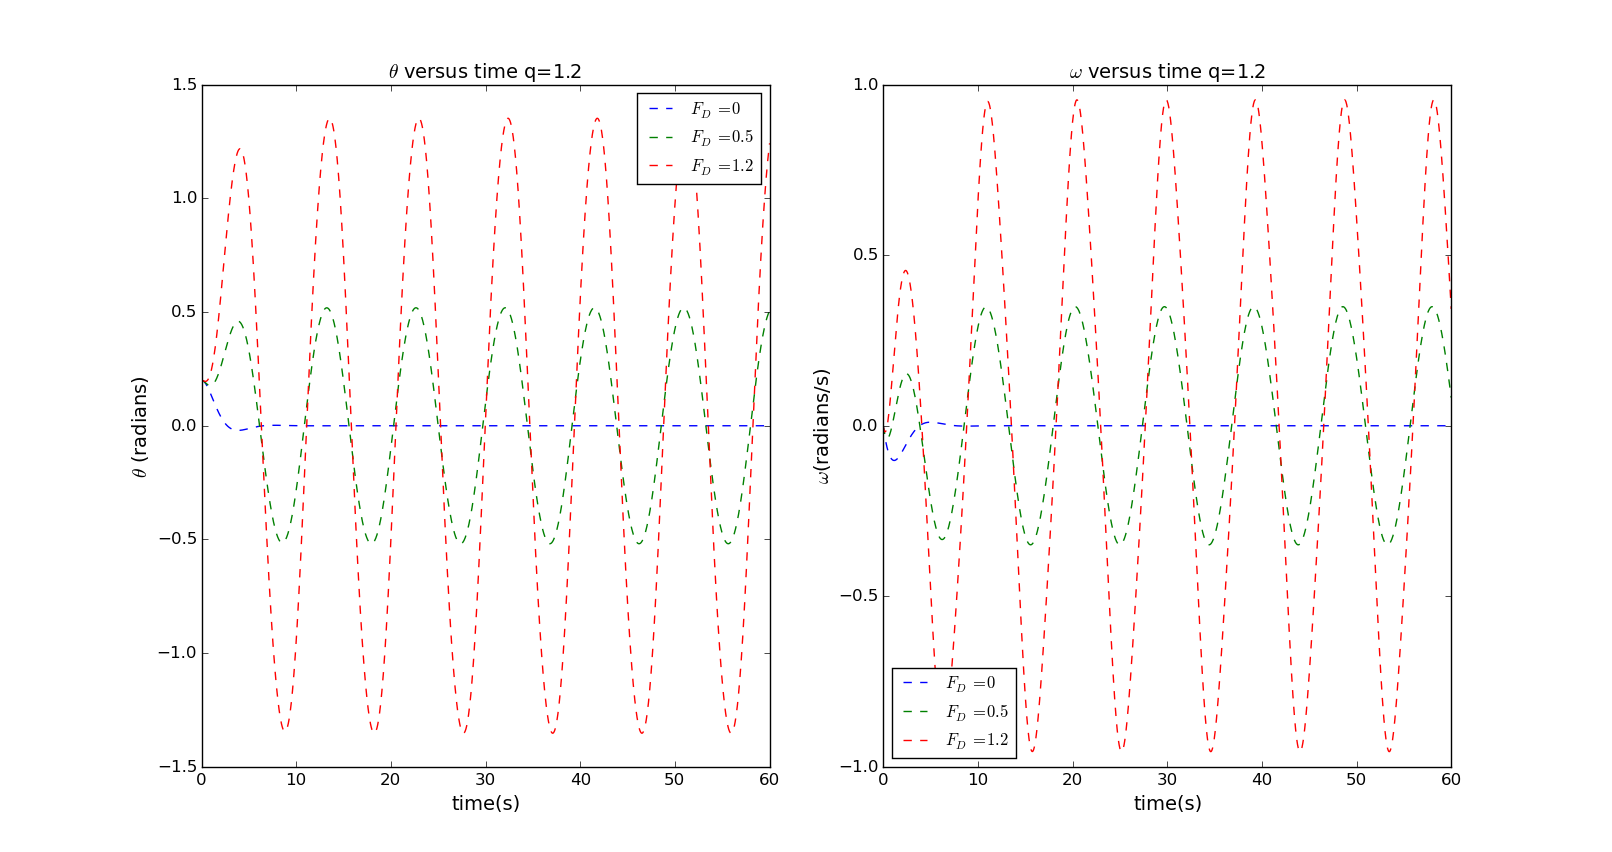 θ versus time q=1.2
1.5
1.0
0.5
0.0
−0.5
−1.0
−1.5
θ (radians)
F_D =0
F_D =0.5
F_D =1.2
0 10 20 30 40 50 60
time(s)
ω versus time q=1.2
1.0
0.5
0.0
−0.5
−1.0
ω(radians/s)
F_D =0
F_D =0.5
F_D =1.2
0 10 20 30 40 50 60
time(s)